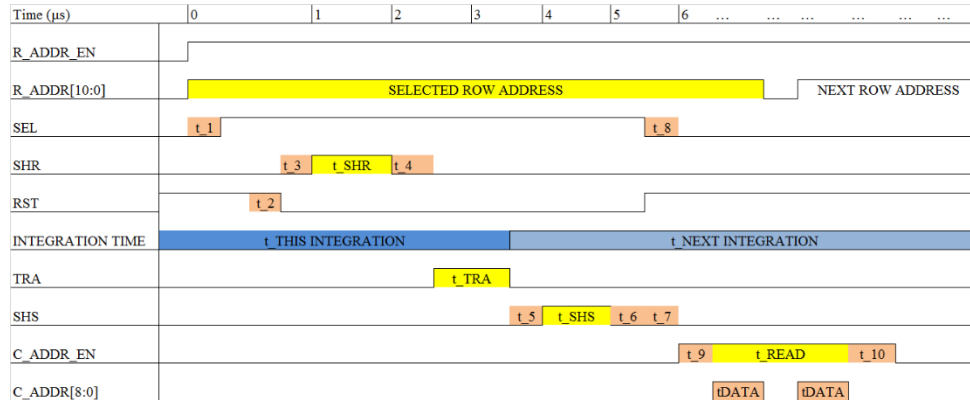 Time (µs) 0 1 2 3 4 5 6 ... ... ... ... ... ...
R_ADDR_EN
R_ADDR[10:0] SELECTED ROW ADDRESS NEXT ROW ADDRESS
SEL t_1 t_8
SHR t_3 t_SHR t_4
RST t_2
INTEGRATION TIME t_THIS INTEGRATION t_NEXT INTEGRATION
TRA t_TRA
SHS t_5 t_SHS t_6 t_7
C_ADDR_EN t_9 t_READ t_10
C_ADDR[8:0] tDATA tDATA